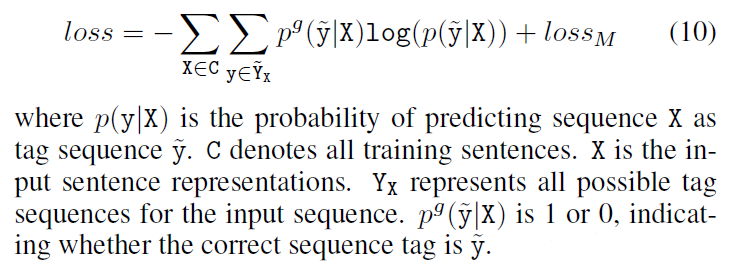 loss = − ∑_{X∈C} ∑_{y∈Ỹ_X} p^g(ỹ|X)log(p(ỹ|X)) + loss_M (10)
where p(y|X) is the probability of predicting sequence X as
tag sequence ỹ. C denotes all training sentences. X is the in-
put sentence representations. Y_X represents all possible tag
sequences for the input sequence. p^g(ỹ|X) is 1 or 0, indicat-
ing whether the correct sequence tag is ỹ.